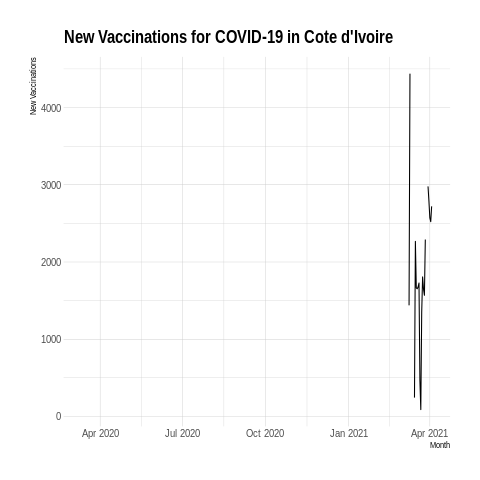 New Vaccinations for COVID-19 in Cote d'Ivoire
New Vaccinations
4000
3000
2000
1000
0
Apr 2020 Jul 2020 Oct 2020 Jan 2021 Apr 2021
Month